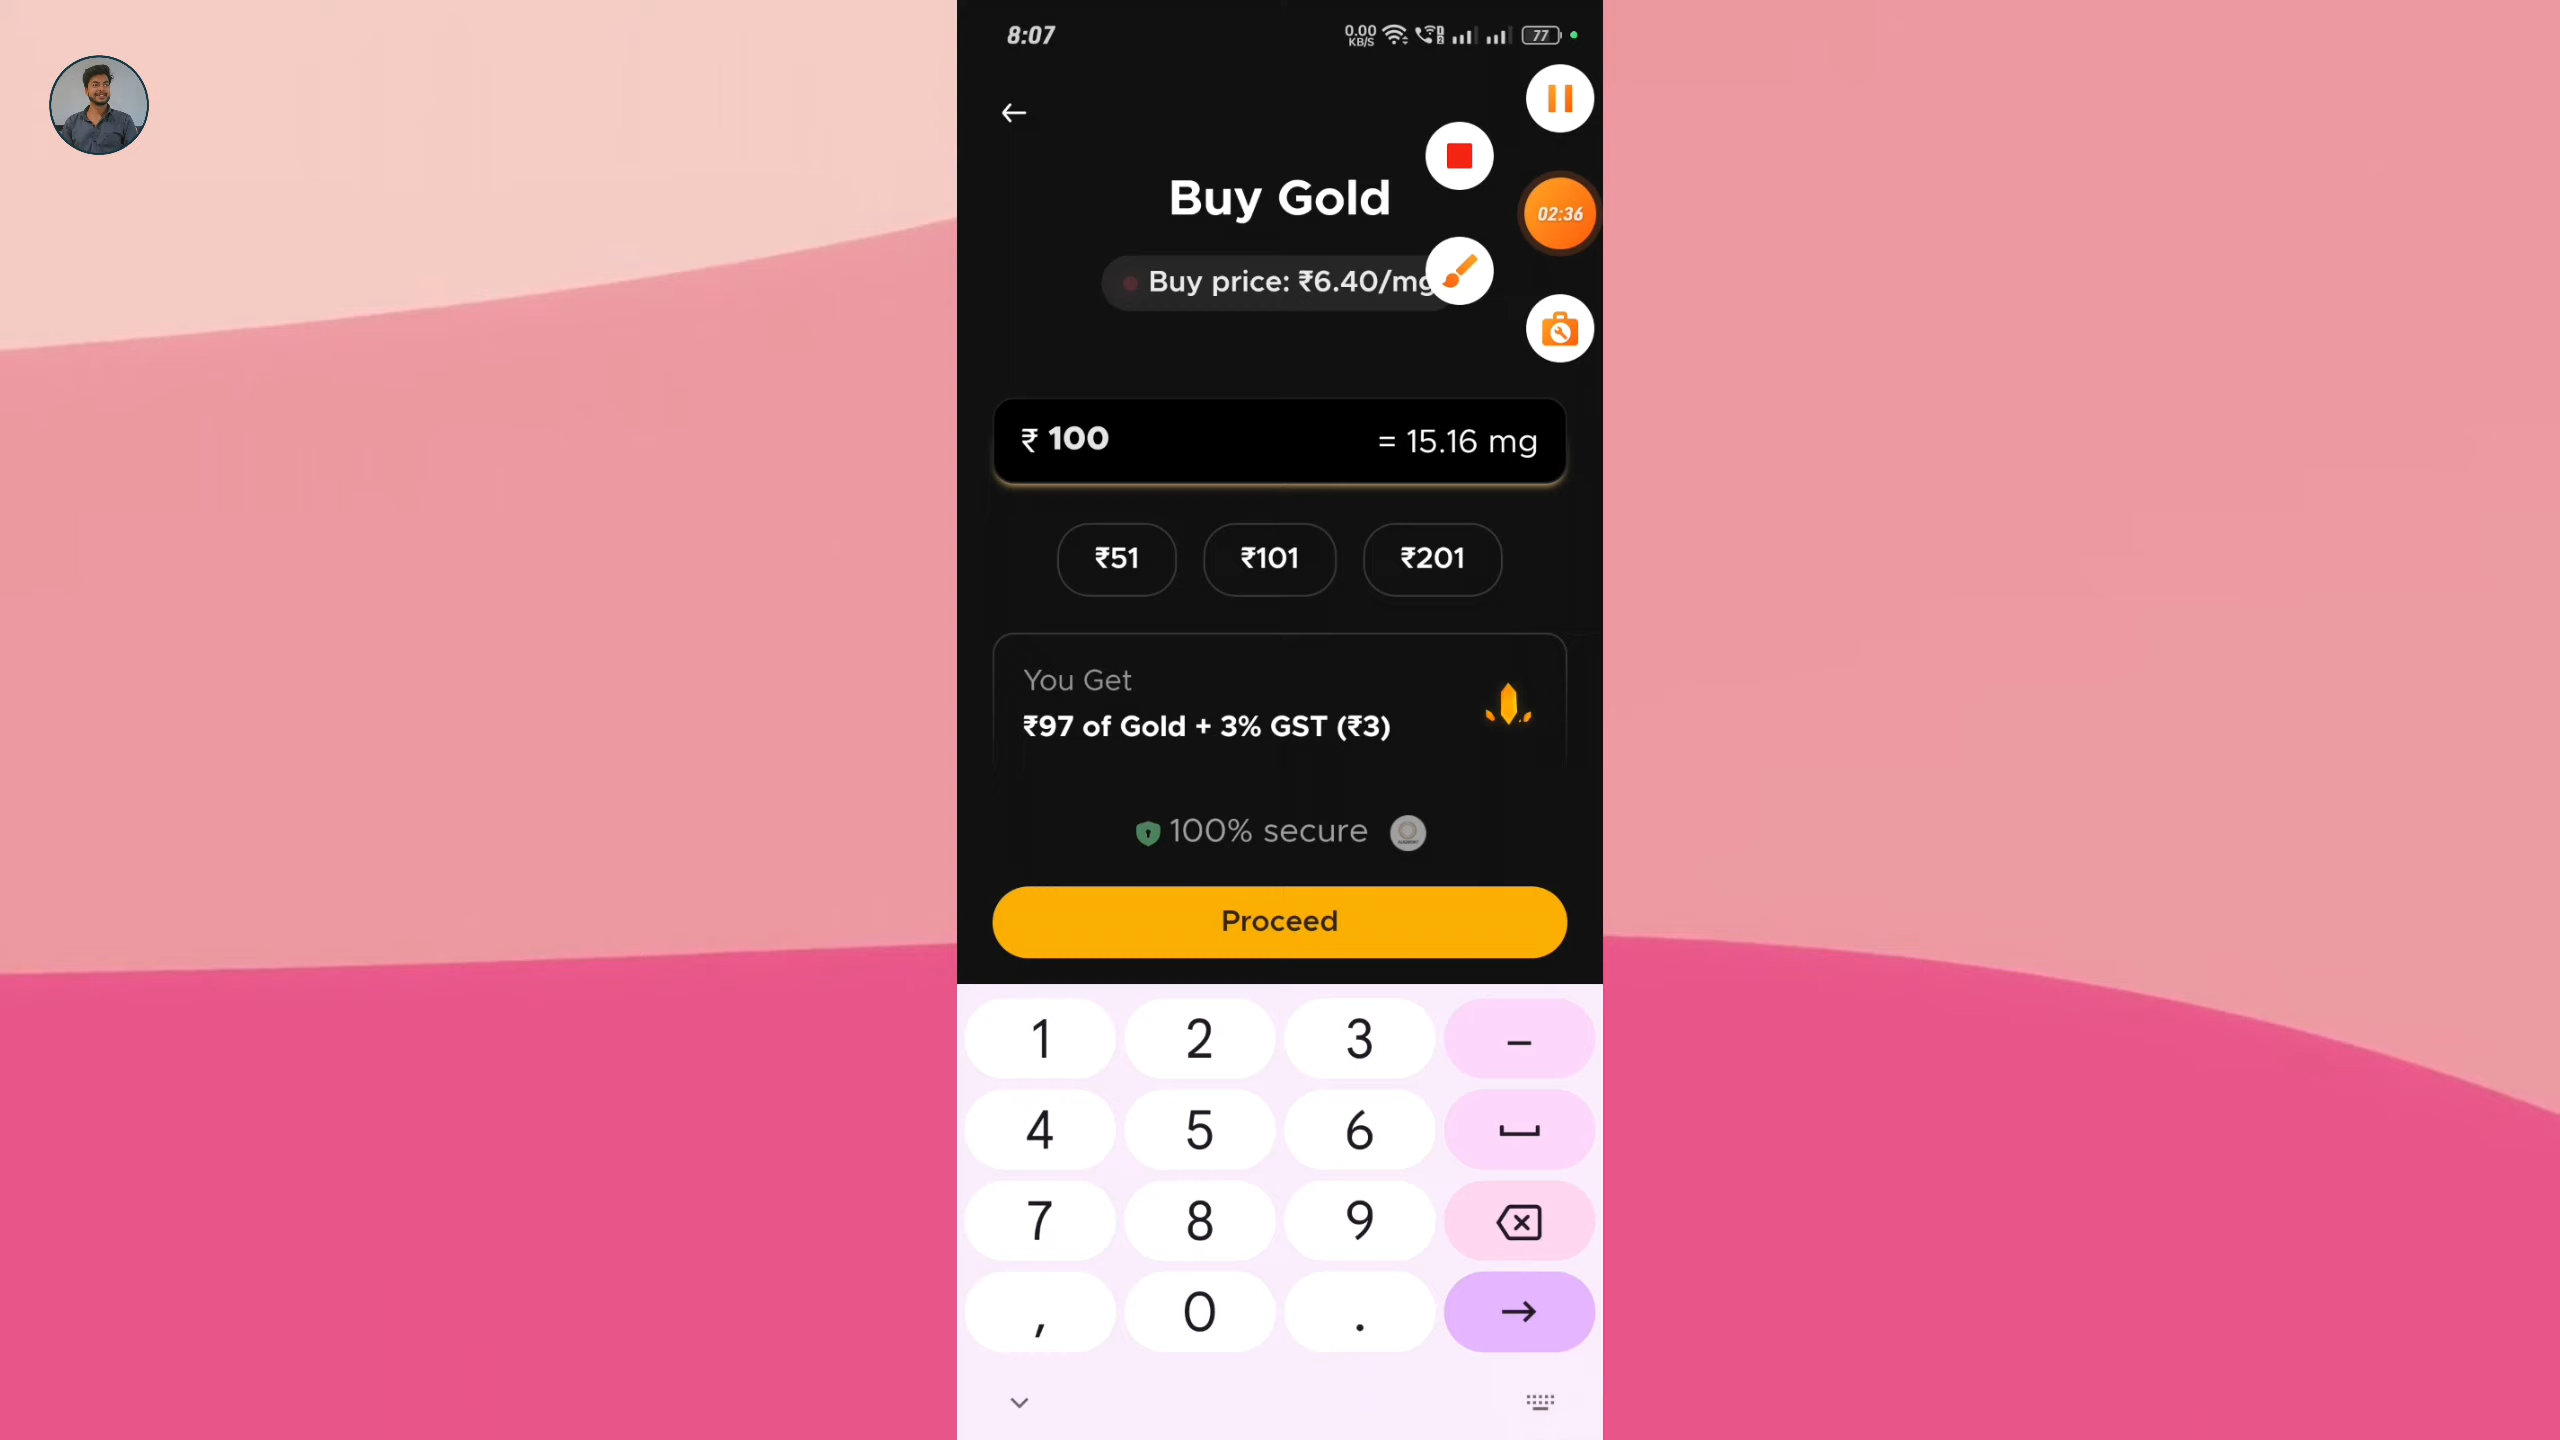 8:07
0.00
KB/S
77
02:36
Buy Gold
Buy price: ₹6.40/mg
₹ 100
= 15.16 mg
₹51
₹101
₹201
You Get
₹97 of Gold + 3% GST (₹3)
100% secure
Proceed
1 2 3 –
4 5 6
7 8 9
, 0 .